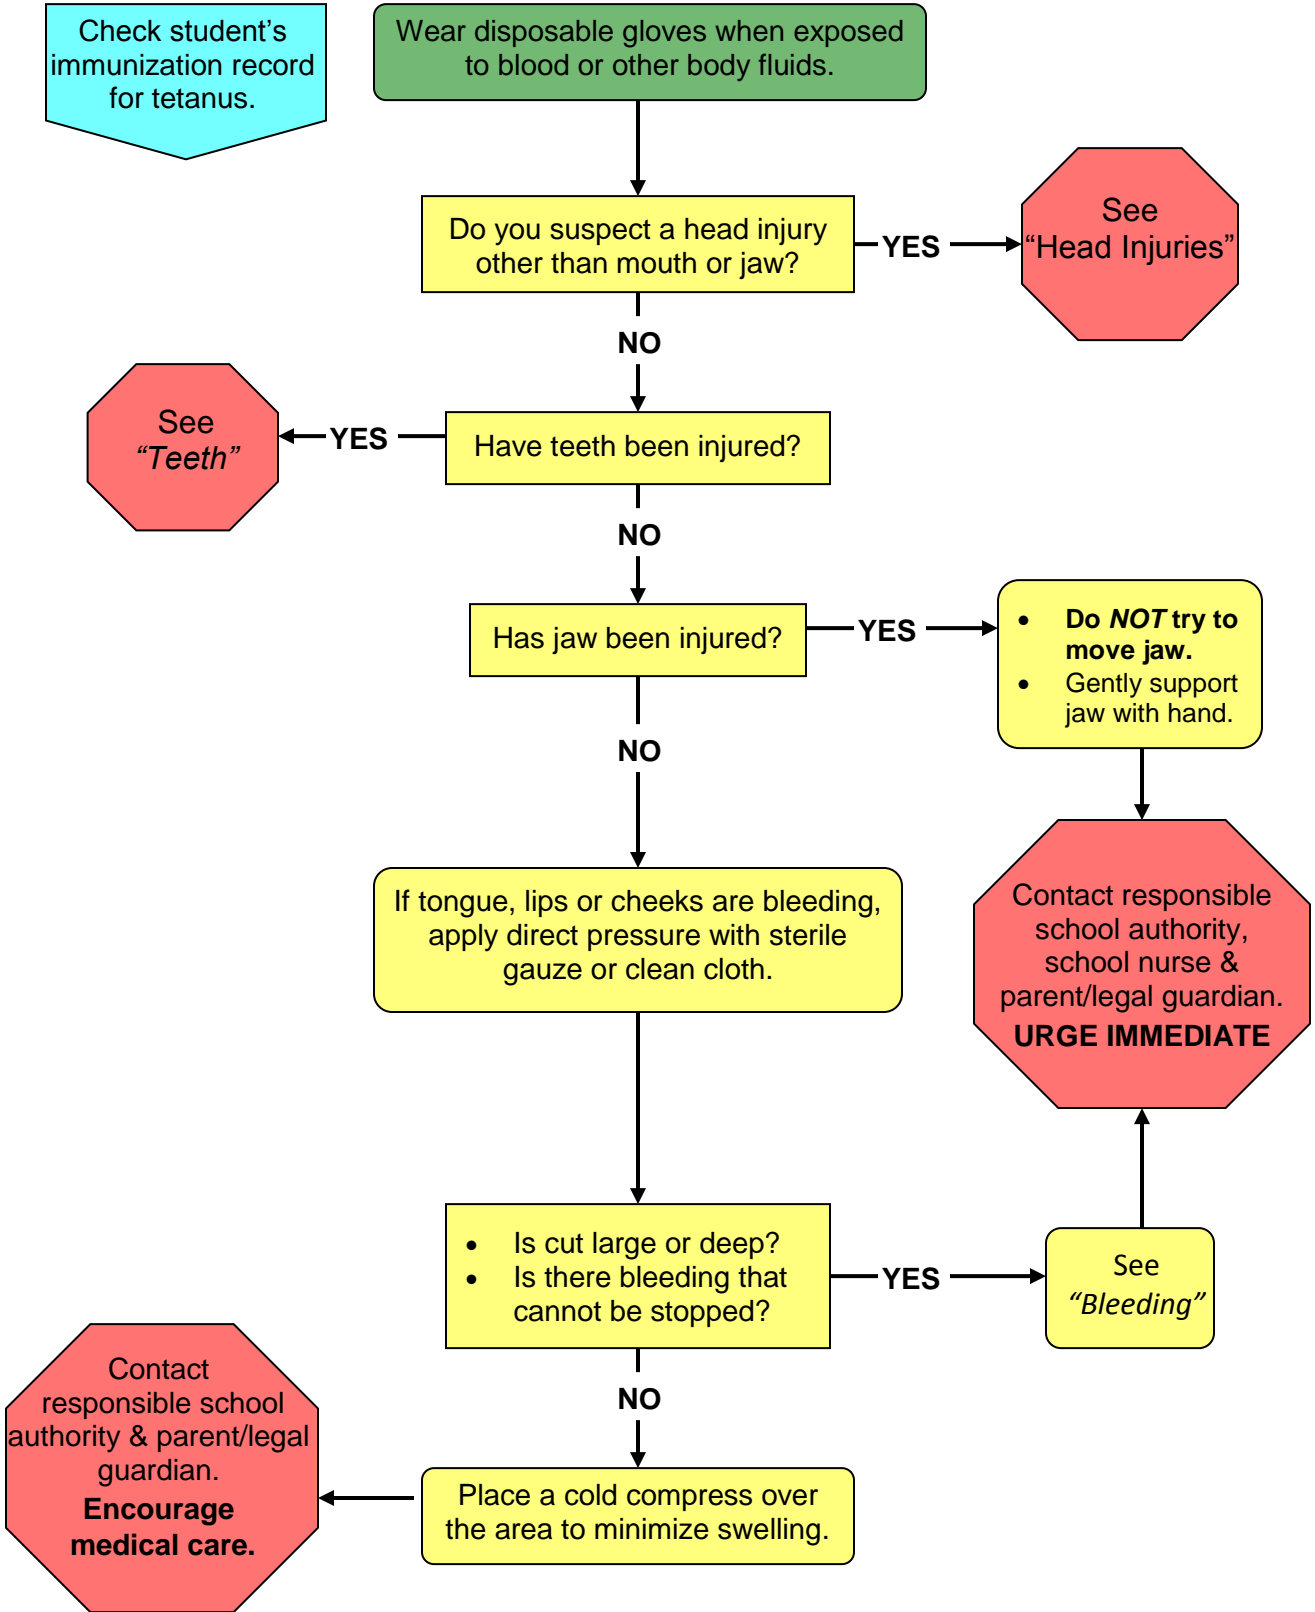 Check student’s
immunization record
for tetanus.
Wear disposable gloves when exposed
to blood or other body fluids.
Do you suspect a head injury
other than mouth or jaw?
YES
See
“Head Injuries”
NO
See
“Teeth”
YES
Have teeth been injured?
NO
Has jaw been injured?
YES
• Do NOT try to
move jaw.
• Gently support
jaw with hand.
NO
If tongue, lips or cheeks are bleeding,
apply direct pressure with sterile
gauze or clean cloth.
Contact responsible
school authority,
school nurse &
parent/legal guardian.
URGE IMMEDIATE
• Is cut large or deep?
• Is there bleeding that
cannot be stopped?
YES
See
“Bleeding”
NO
Contact
responsible school
authority & parent/legal
guardian.
Encourage
medical care.
Place a cold compress over
the area to minimize swelling.